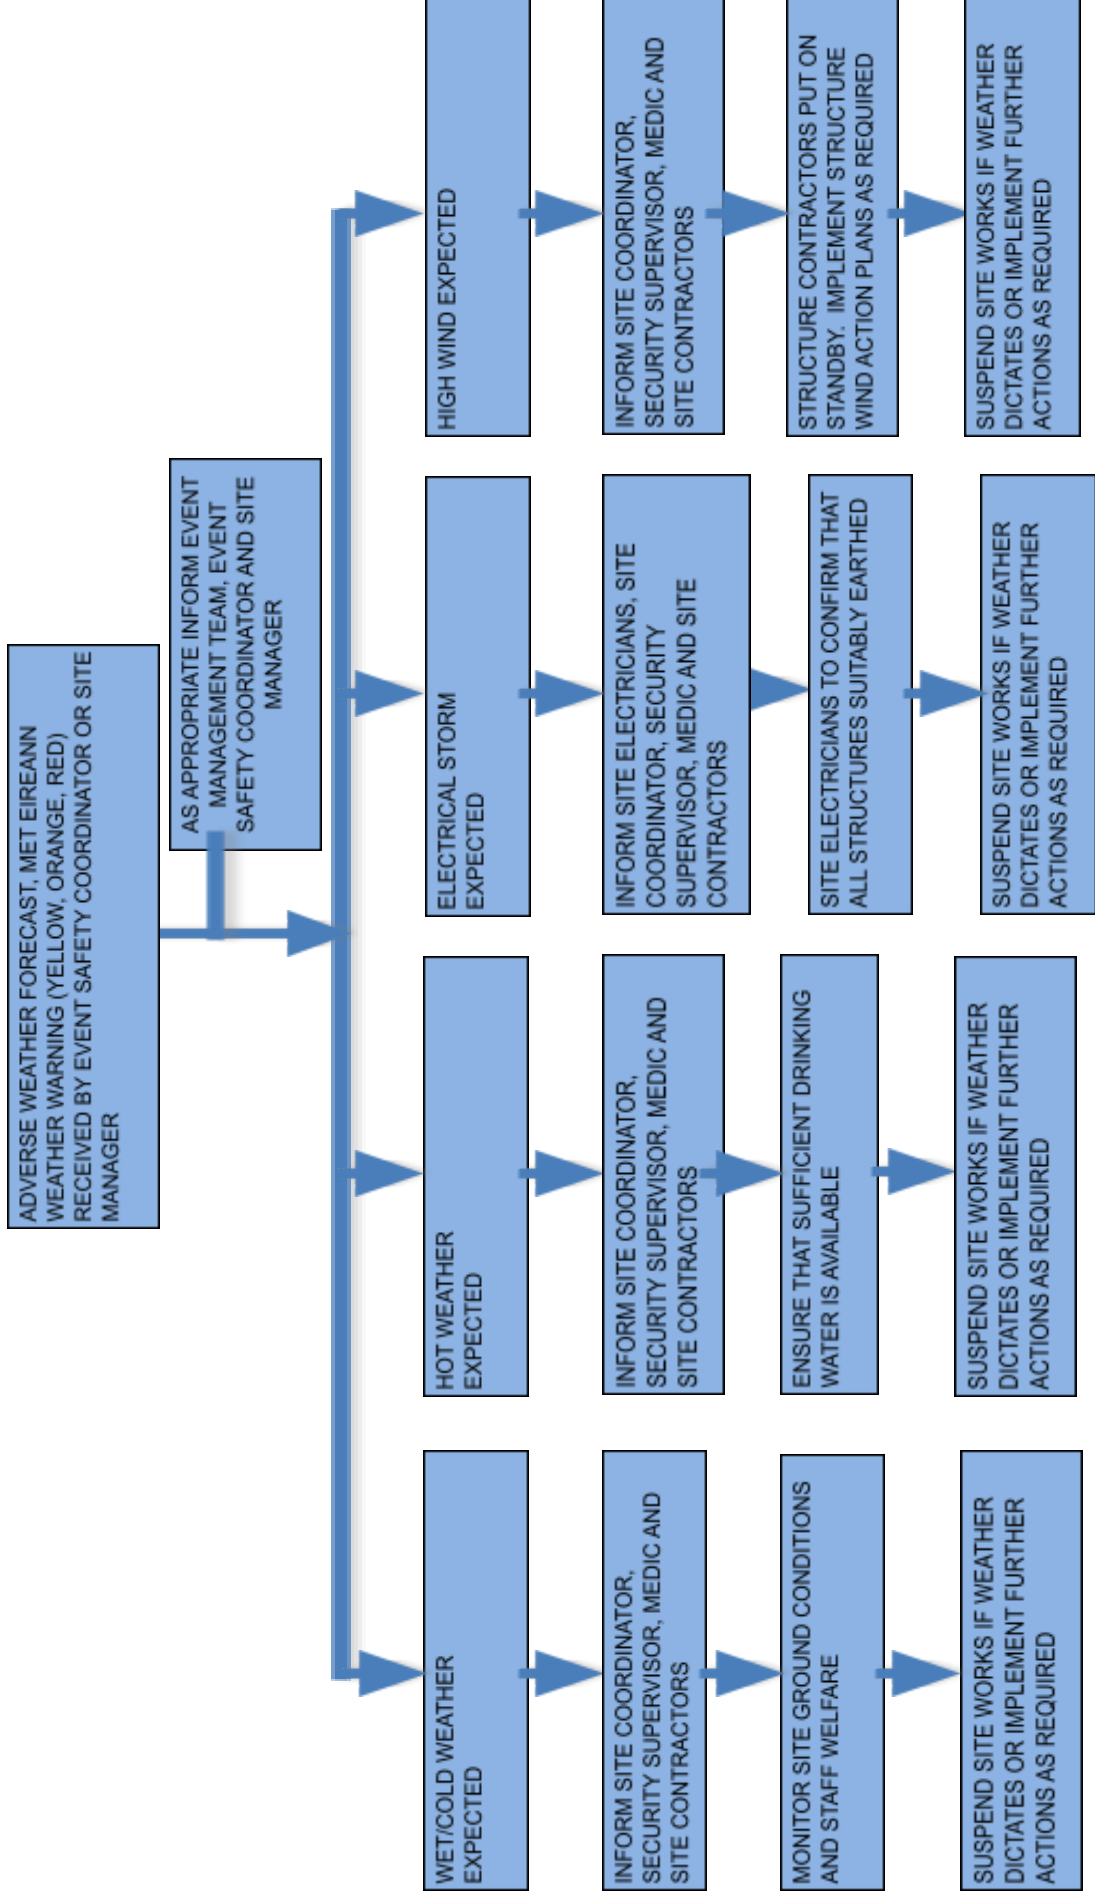 ADVERSE WEATHER FORECAST, MET EIREANN
WEATHER WARNING (YELLOW, ORANGE, RED)
RECEIVED BY EVENT SAFETY COORDINATOR OR SITE
MANAGER
AS APPROPRIATE INFORM EVENT
MANAGEMENT TEAM, EVENT
SAFETY COORDINATOR AND SITE
MANAGER
WET/COLD WEATHER
EXPECTED
INFORM SITE COORDINATOR,
SECURITY SUPERVISOR, MEDIC AND
SITE CONTRACTORS
MONITOR SITE GROUND CONDITIONS
AND STAFF WELFARE
SUSPEND SITE WORKS IF WEATHER
DICTATES OR IMPLEMENT FURTHER
ACTIONS AS REQUIRED
HOT WEATHER
EXPECTED
INFORM SITE COORDINATOR,
SECURITY SUPERVISOR, MEDIC AND
SITE CONTRACTORS
ENSURE THAT SUFFICIENT DRINKING
WATER IS AVAILABLE
SUSPEND SITE WORKS IF WEATHER
DICTATES OR IMPLEMENT FURTHER
ACTIONS AS REQUIRED
ELECTRICAL STORM
EXPECTED
INFORM SITE ELECTRICIANS, SITE
COORDINATOR, SECURITY
SUPERVISOR, MEDIC AND SITE
CONTRACTORS
SITE ELECTRICIANS TO CONFIRM THAT
ALL STRUCTURES SUITABLY EARTHED
SUSPEND SITE WORKS IF WEATHER
DICTATES OR IMPLEMENT FURTHER
ACTIONS AS REQUIRED
HIGH WIND EXPECTED
INFORM SITE COORDINATOR,
SECURITY SUPERVISOR, MEDIC AND
SITE CONTRACTORS
STRUCTURE CONTRACTORS PUT ON
STANDBY. IMPLEMENT STRUCTURE
WIND ACTION PLANS AS REQUIRED
SUSPEND SITE WORKS IF WEATHER
DICTATES OR IMPLEMENT FURTHER
ACTIONS AS REQUIRED